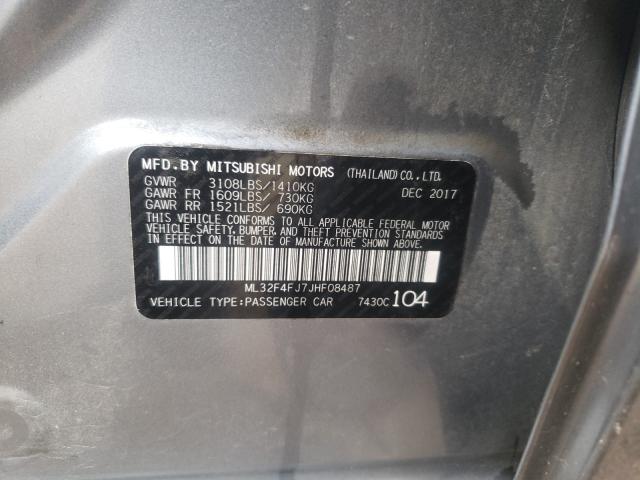 MFD.BY MITSUBISHI MOTORS (THAILAND) CO.,LTD.
GVWR 3108LBS/1410KG DEC 2017
GAWR FR 1609LBS/ 730KG
GAWR RR 1521LBS/ 690KG
THIS VEHICLE CONFORMS TO ALL APPLICABLE FEDERAL MOTOR
VEHICLE SAFETY, BUMPER, AND THEFT PREVENTION STANDARDS
IN EFFECT ON THE DATE OF MANUFACTURE SHOWN ABOVE.
ML32F4FJ7JHF08487
VEHICLE TYPE:PASSENGER CAR 7430C 104